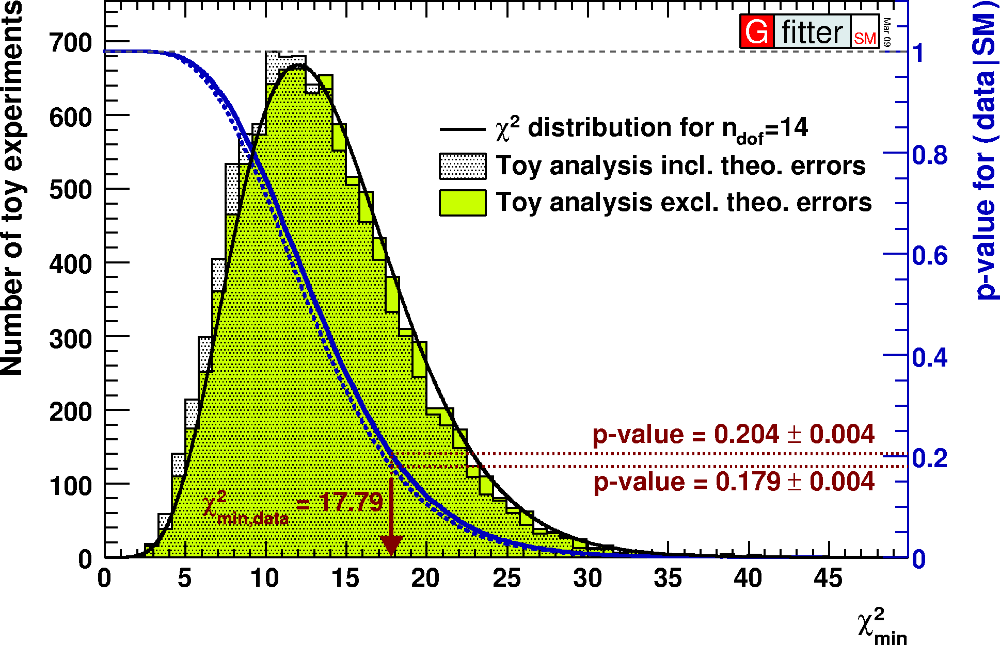 Number of toy experiments
700
600
500
400
300
200
100
0
G fitter SM
Mar 09
χ² distribution for n_dof=14
Toy analysis incl. theo. errors
Toy analysis excl. theo. errors
p-value = 0.204 ± 0.004
p-value = 0.179 ± 0.004
χ²_min,data = 17.79
p-value for (data | SM)
1
0.8
0.6
0.4
0.2
0
0 5 10 15 20 25 30 35 40 45
χ²_min